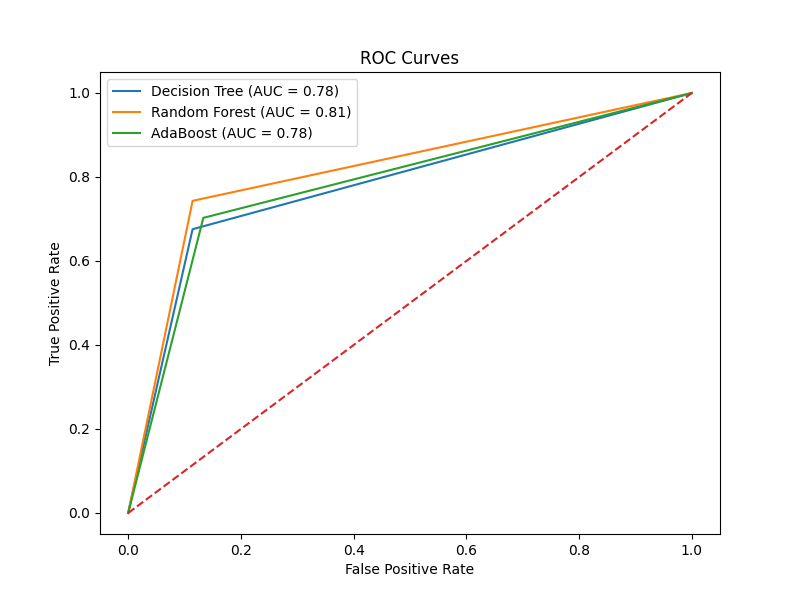 ROC Curves
Decision Tree (AUC = 0.78)
Random Forest (AUC = 0.81)
AdaBoost (AUC = 0.78)
True Positive Rate
1.0
0.8
0.6
0.4
0.2
0.0
0.0 0.2 0.4 0.6 0.8 1.0
False Positive Rate